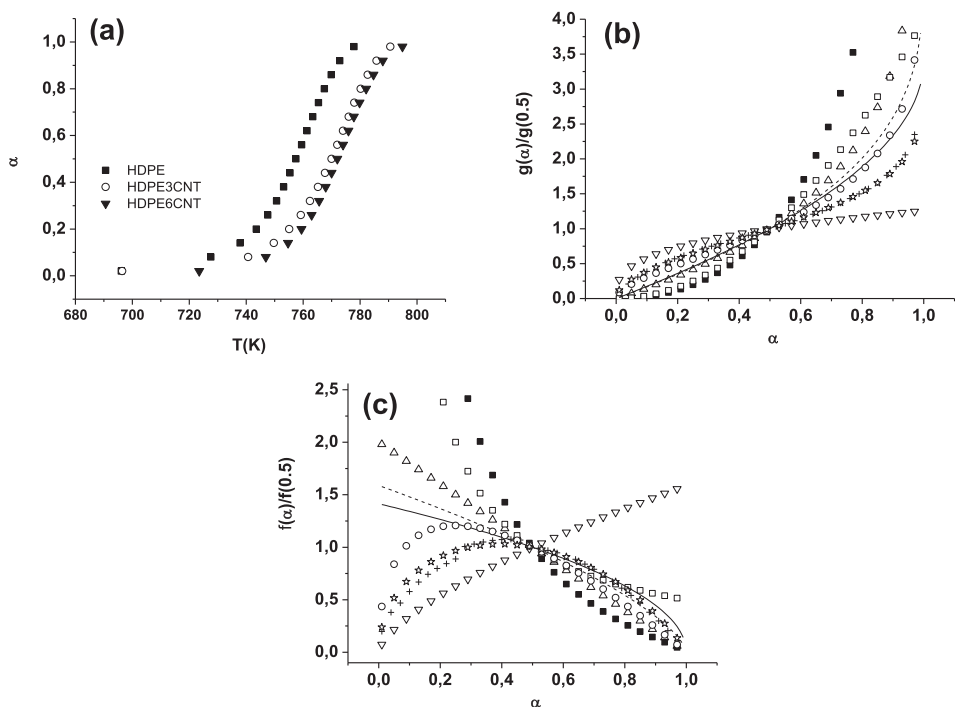 (a)
1,0
0,8
0,6
0,4
0,2
0,0
α
HDPE
HDPE3CNT
HDPE6CNT
680 700 720 740 760 780 800
T(K)
(b)
4,0
3,5
3,0
2,5
2,0
1,5
1,0
0,5
0,0
g(α)/g(0.5)
0,0 0,2 0,4 0,6 0,8 1,0
α
(c)
2,5
2,0
1,5
1,0
0,5
0,0
f(α)/f(0.5)
0,0 0,2 0,4 0,6 0,8 1,0
α